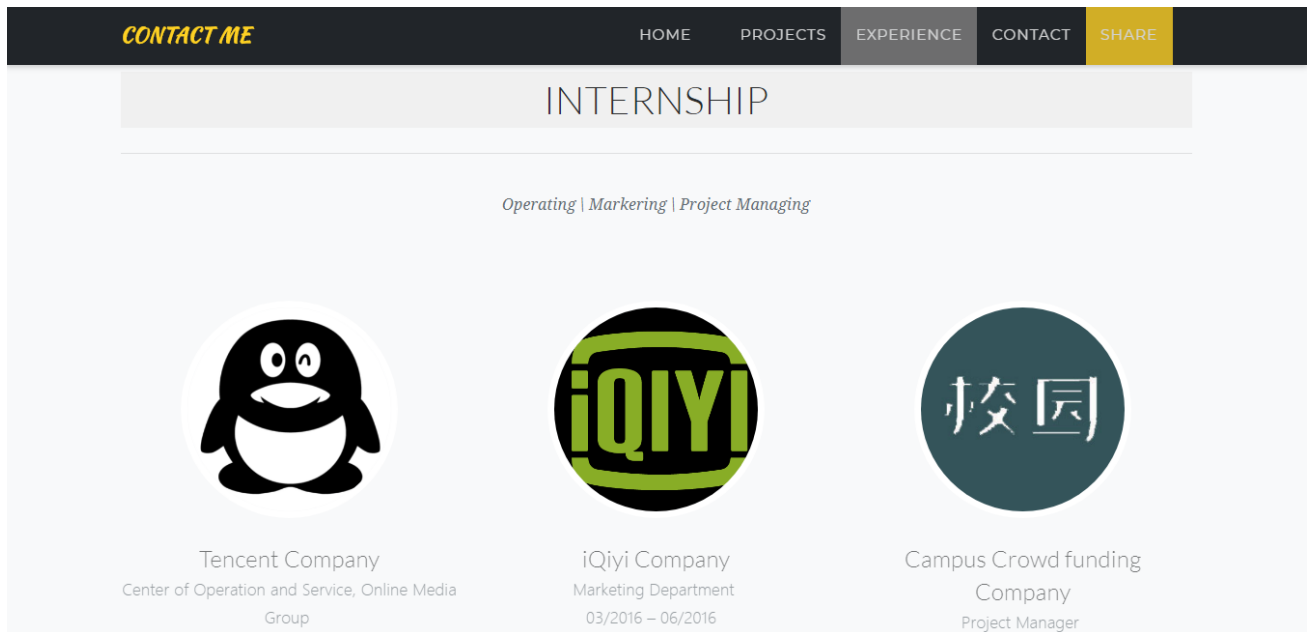 CONTACT ME
HOME PROJECTS EXPERIENCE CONTACT SHARE
INTERNSHIP
Operating | Markering | Project Managing
iQIYI
校园
Tencent Company
Center of Operation and Service, Online Media
Group
iQiyi Company
Marketing Department
03/2016 – 06/2016
Campus Crowd funding
Company
Project Manager